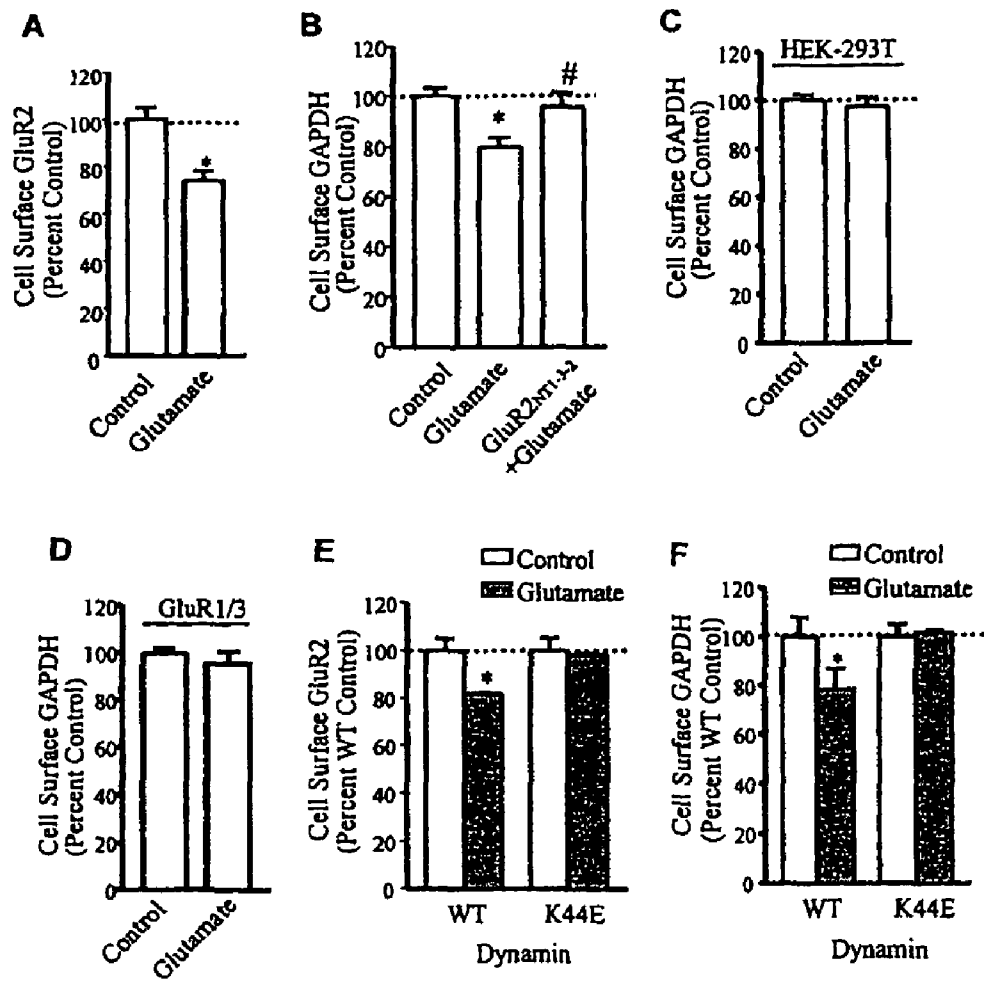 A
120
100
80
60
40
20
0
Cell Surface GluR2
(Percent Control)
*
Control
Glutamate
B
120
100
80
60
40
20
0
Cell Surface GAPDH
(Percent Control)
*
#
Control
Glutamate
GluR2NT1-3-2
+Glutamate
C
HEK-293T
120
100
80
60
40
20
0
Cell Surface GAPDH
(Percent Control)
Control
Glutamate
D
GluR1/3
120
100
80
60
40
20
0
Cell Surface GAPDH
(Percent Control)
Control
Glutamate
E
Control
Glutamate
120
100
80
60
40
20
0
Cell Surface GluR2
(Percent WT Control)
*
WT K44E
Dynamin
F
Control
Glutamate
120
100
80
60
40
20
0
Cell Surface GAPDH
(Percent WT Control)
*
WT K44E
Dynamin